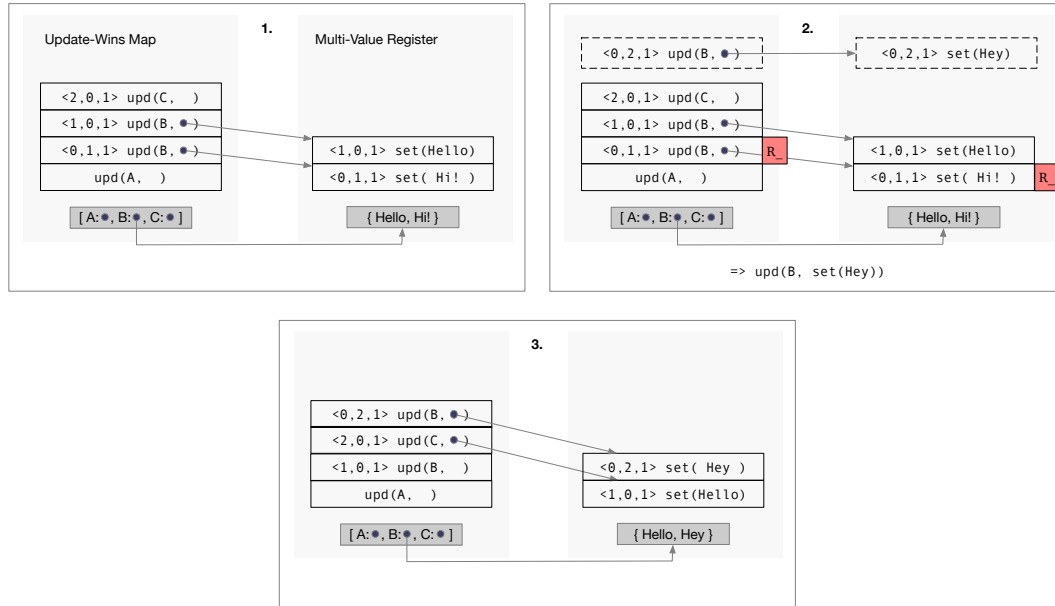 1.
Update-Wins Map
Multi-Value Register
<2,0,1> upd(C, )
<1,0,1> upd(B, )
<0,1,1> upd(B, )
upd(A, )
<1,0,1> set(Hello)
<0,1,1> set( Hi! )
[ A: , B: , C: ]
{ Hello, Hi! }
2.
<0,2,1> upd(B, )
<0,2,1> set(Hey)
<2,0,1> upd(C, )
<1,0,1> upd(B, )
<0,1,1> upd(B, )
R_
upd(A, )
<1,0,1> set(Hello)
<0,1,1> set( Hi! )
R_
[ A: , B: , C: ]
{ Hello, Hi! }
=> upd(B, set(Hey))
3.
<0,2,1> upd(B, )
<2,0,1> upd(C, )
<1,0,1> upd(B, )
upd(A, )
<0,2,1> set( Hey )
<1,0,1> set(Hello)
[ A: , B: , C: ]
{ Hello, Hey }